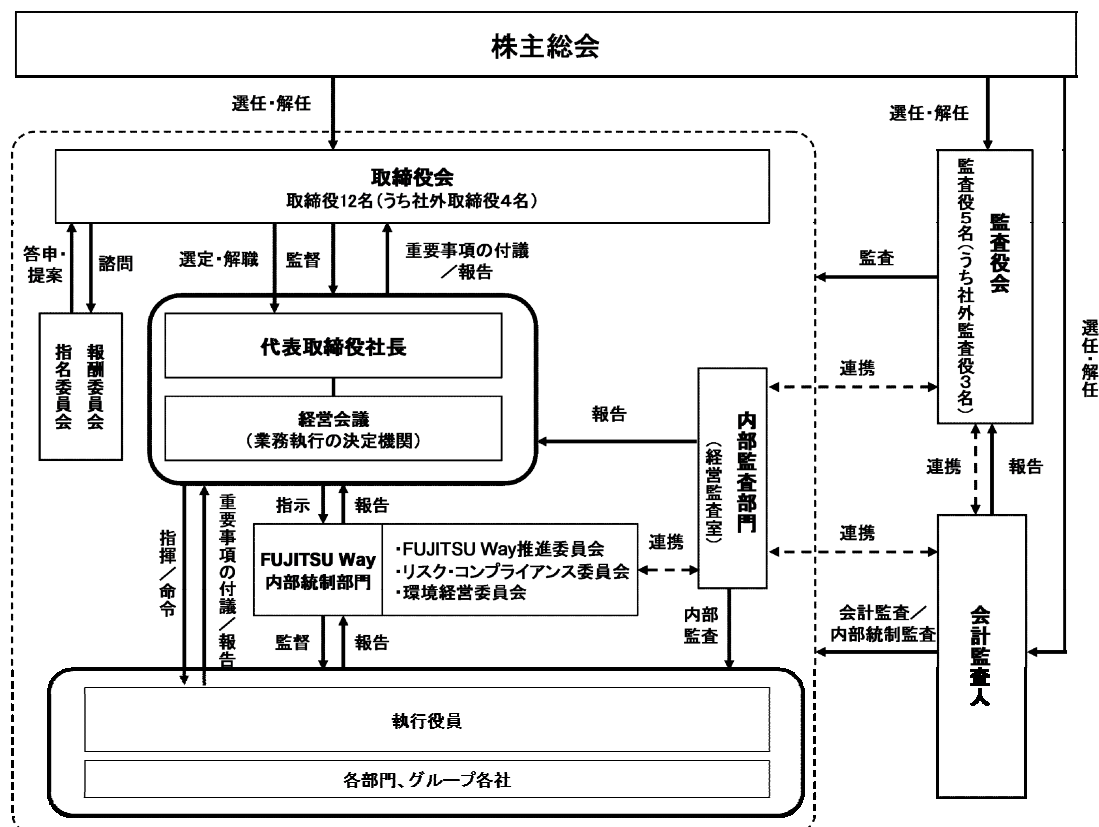 株主総会
選任・解任
選任・解任
取締役会
取締役12名(うち社外取締役4名)
監査役会
監査役5名(うち社外監査役3名)
答申・
提案
諮問
選定・解職
監督
重要事項の付議
/報告
監査
選任・解任
代表取締役社長
報酬委員会
指名委員会
連携
経営会議
(業務執行の決定機関)
報告
内部監査部門
(経営監査室)
連携
報告
指揮/命令
重要事項の付議/報告
指示
報告
FUJITSU Way
内部統制部門
・FUJITSU Way推進委員会
・リスク・コンプライアンス委員会
・環境経営委員会
連携
連携
会計監査人
監督
報告
内部
監査
会計監査/
内部統制監査
執行役員
各部門、グループ各社